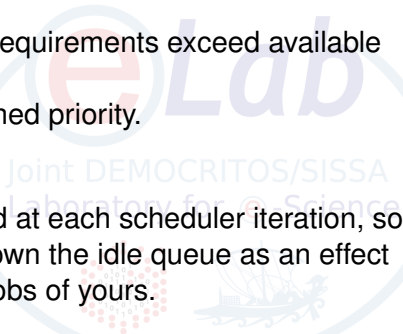 equirements exceed available
eLab
ned priority.
Joint DEMOCRITOS/SISSA
Laboratory for e-Science
d at each scheduler iteration, so
own the idle queue as an effect
obs of yours.